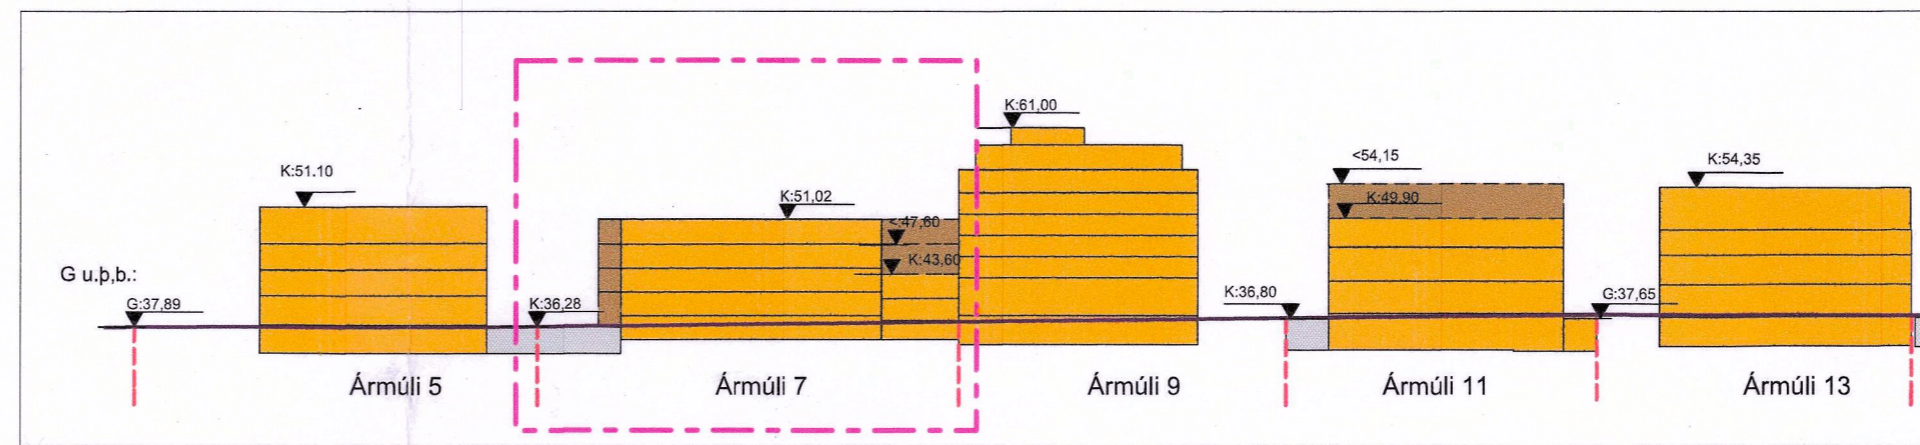 K:61,00
<54,15
K:54,35
K:51.10
K:51,02
K:49,90
<:47,60
K:43,60
G u.þ,b.:
G:37,89
K:36,28
K:36,80
G:37,65
Ármúli 5
Ármúli 7
Ármúli 9
Ármúli 11
Ármúli 13